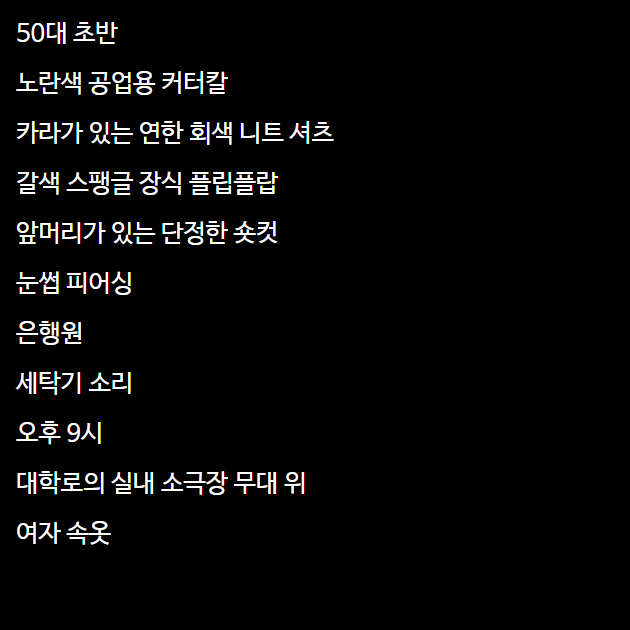 50대 초반
노란색 공업용 커터칼
카라가 있는 연한 회색 니트 셔츠
갈색 스팽글 장식 플립플랍
앞머리가 있는 단정한 숏컷
눈썹 피어싱
은행원
세탁기 소리
오후 9시
대학로의 실내 소극장 무대 위
여자 속옷